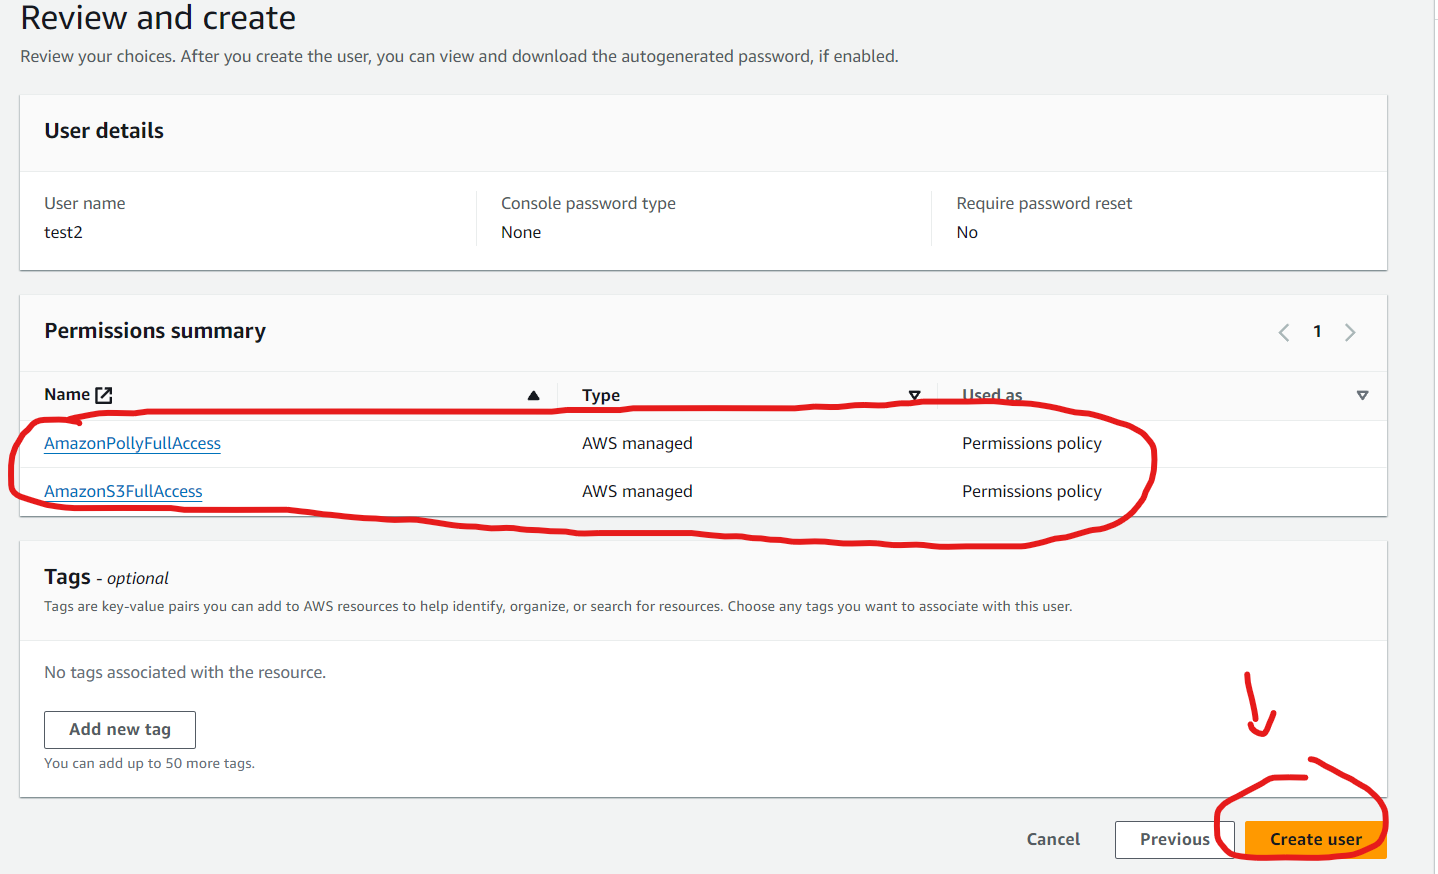 Review and create
Review your choices. After you create the user, you can view and download the autogenerated password, if enabled.
User details
User name
Console password type
Require password reset
test2
None
No
Permissions summary
1
Name
Type
Used as
AmazonPollyFullAccess
AWS managed
Permissions policy
AmazonS3FullAccess
AWS managed
Permissions policy
Tags - optional
Tags are key-value pairs you can add to AWS resources to help identify, organize, or search for resources. Choose any tags you want to associate with this user.
No tags associated with the resource.
Add new tag
You can add up to 50 more tags.
Cancel
Previous
Create user